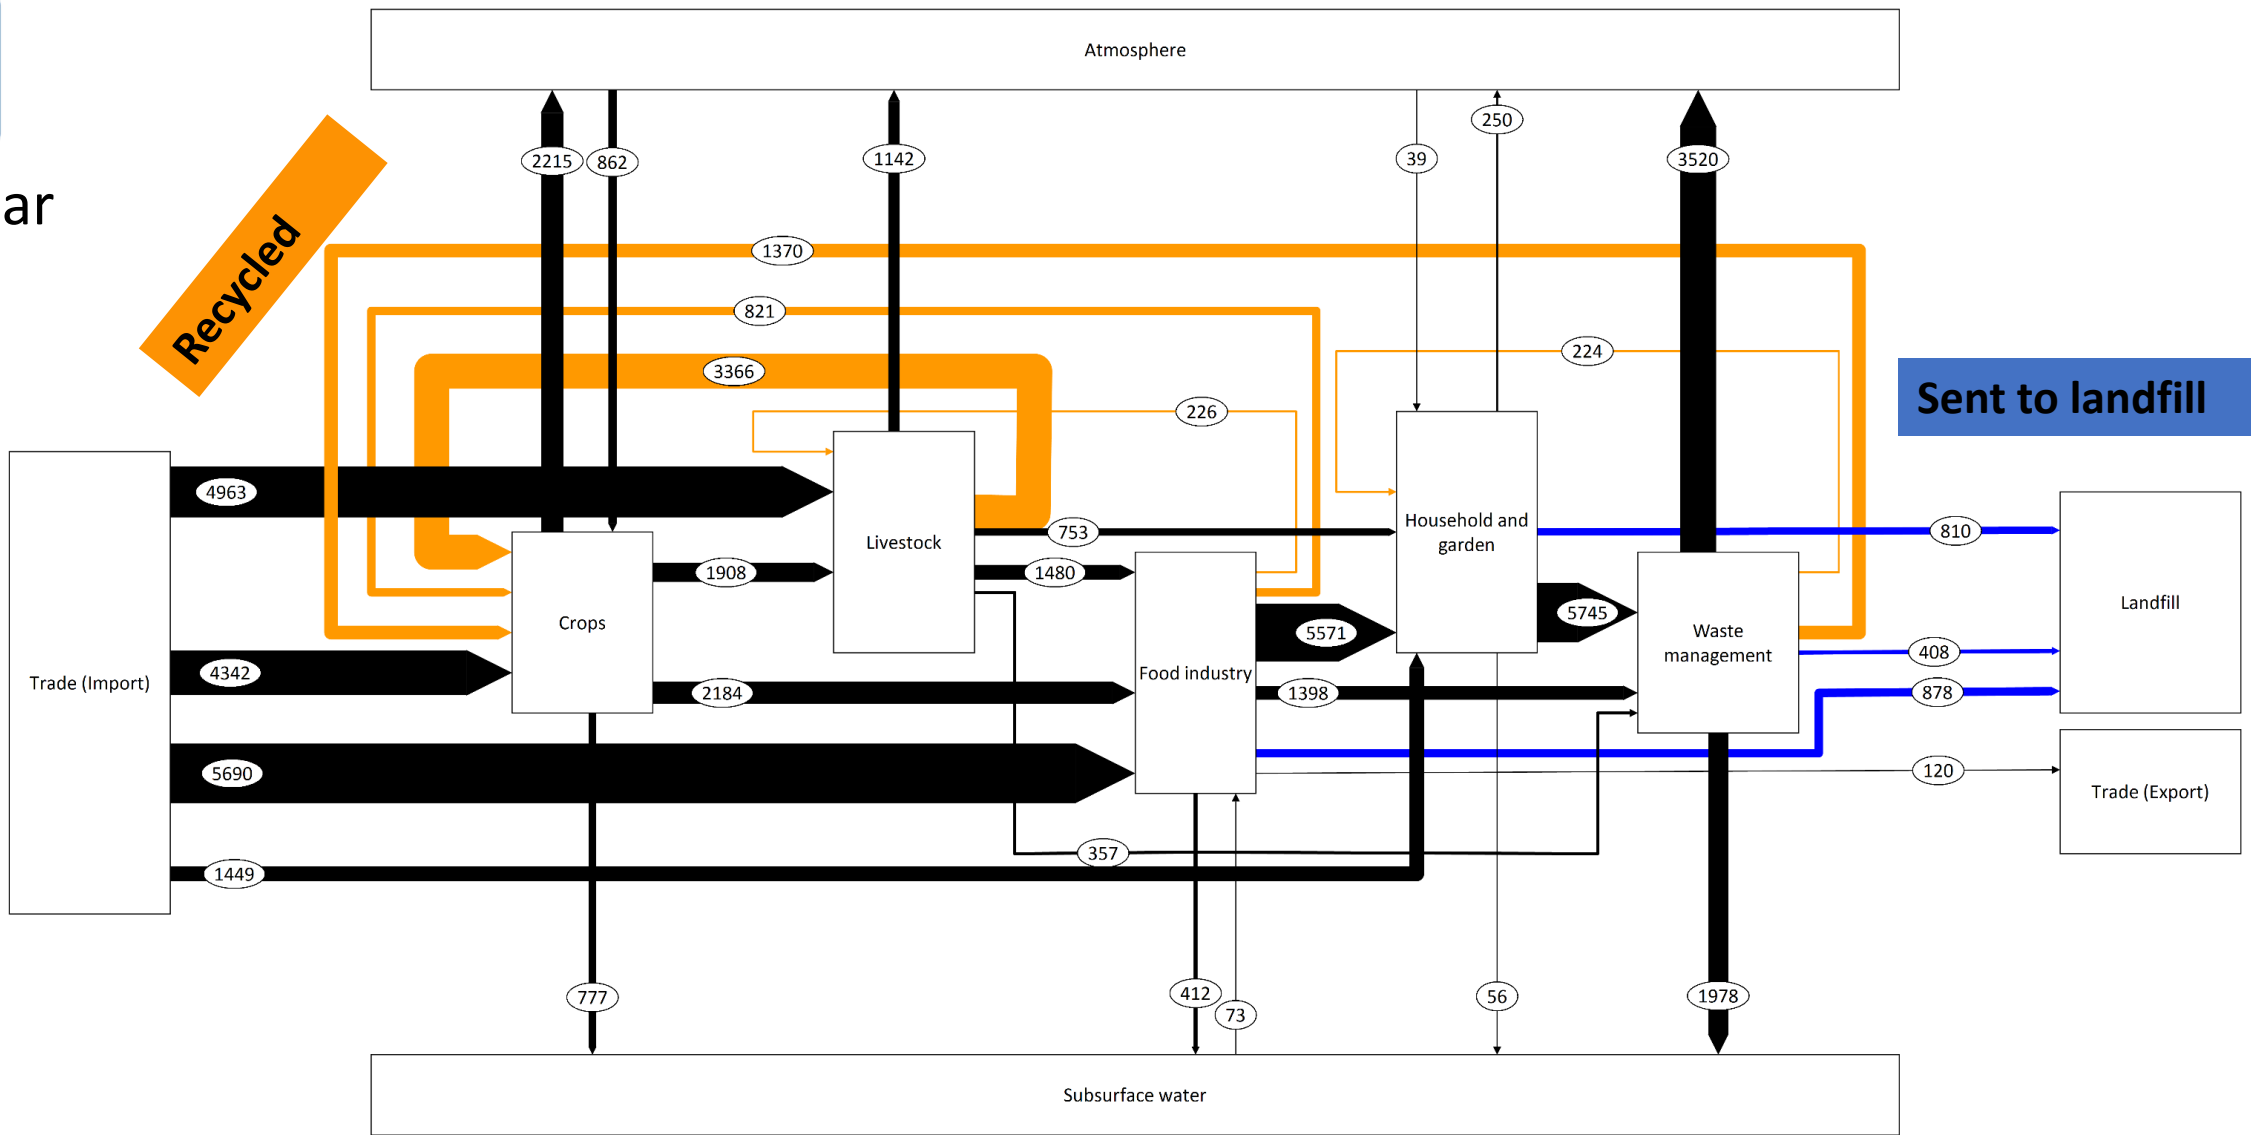 Atmosphere
250
2215
862
1142
39
3520
ar
Recycled
1370
821
3366
224
226
Sent to landfill
4963
753
Household and
garden
810
Livestock
1908
1480
Crops
5571
5745
Waste
management
Landfill
Trade (Import)
4342
Food industry
408
2184
1398
878
5690
120
Trade (Export)
357
1449
777
412
73
56
1978
Subsurface water